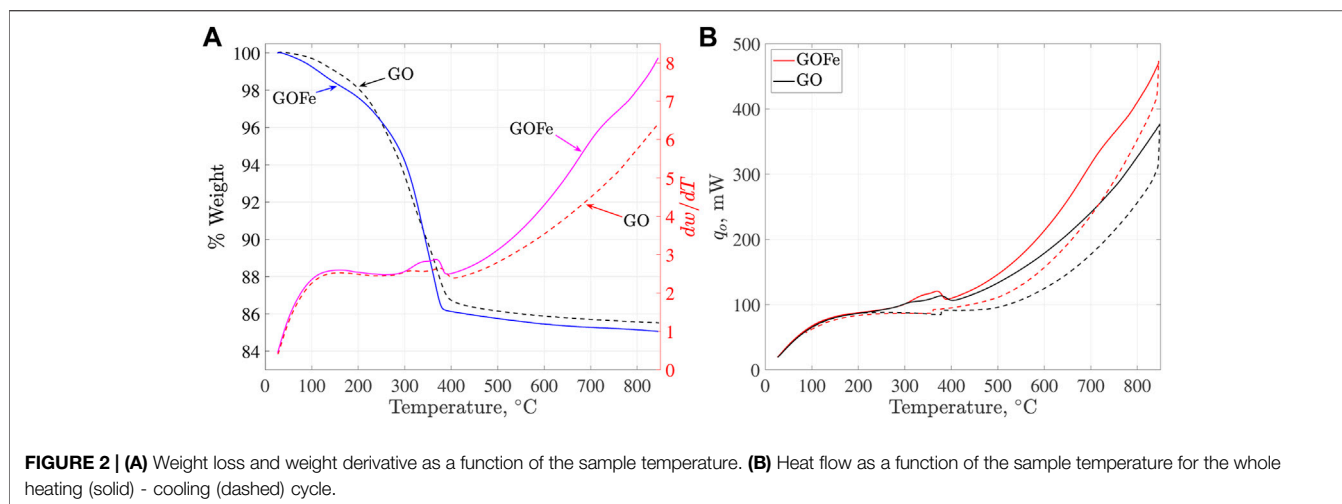 A
100
98
96
94
92
90
88
86
84
% Weight
GO
GOFe
GOFe
GO
8
7
6
5
4
3
2
1
0
dw/dT
0 100 200 300 400 500 600 700 800
Temperature, °C
B
500
400
300
200
100
0
q_o, mW
GOFe
GO
100 200 300 400 500 600 700 800
Temperature, °C
FIGURE 2 | (A) Weight loss and weight derivative as a function of the sample temperature. (B) Heat flow as a function of the sample temperature for the whole
heating (solid) - cooling (dashed) cycle.